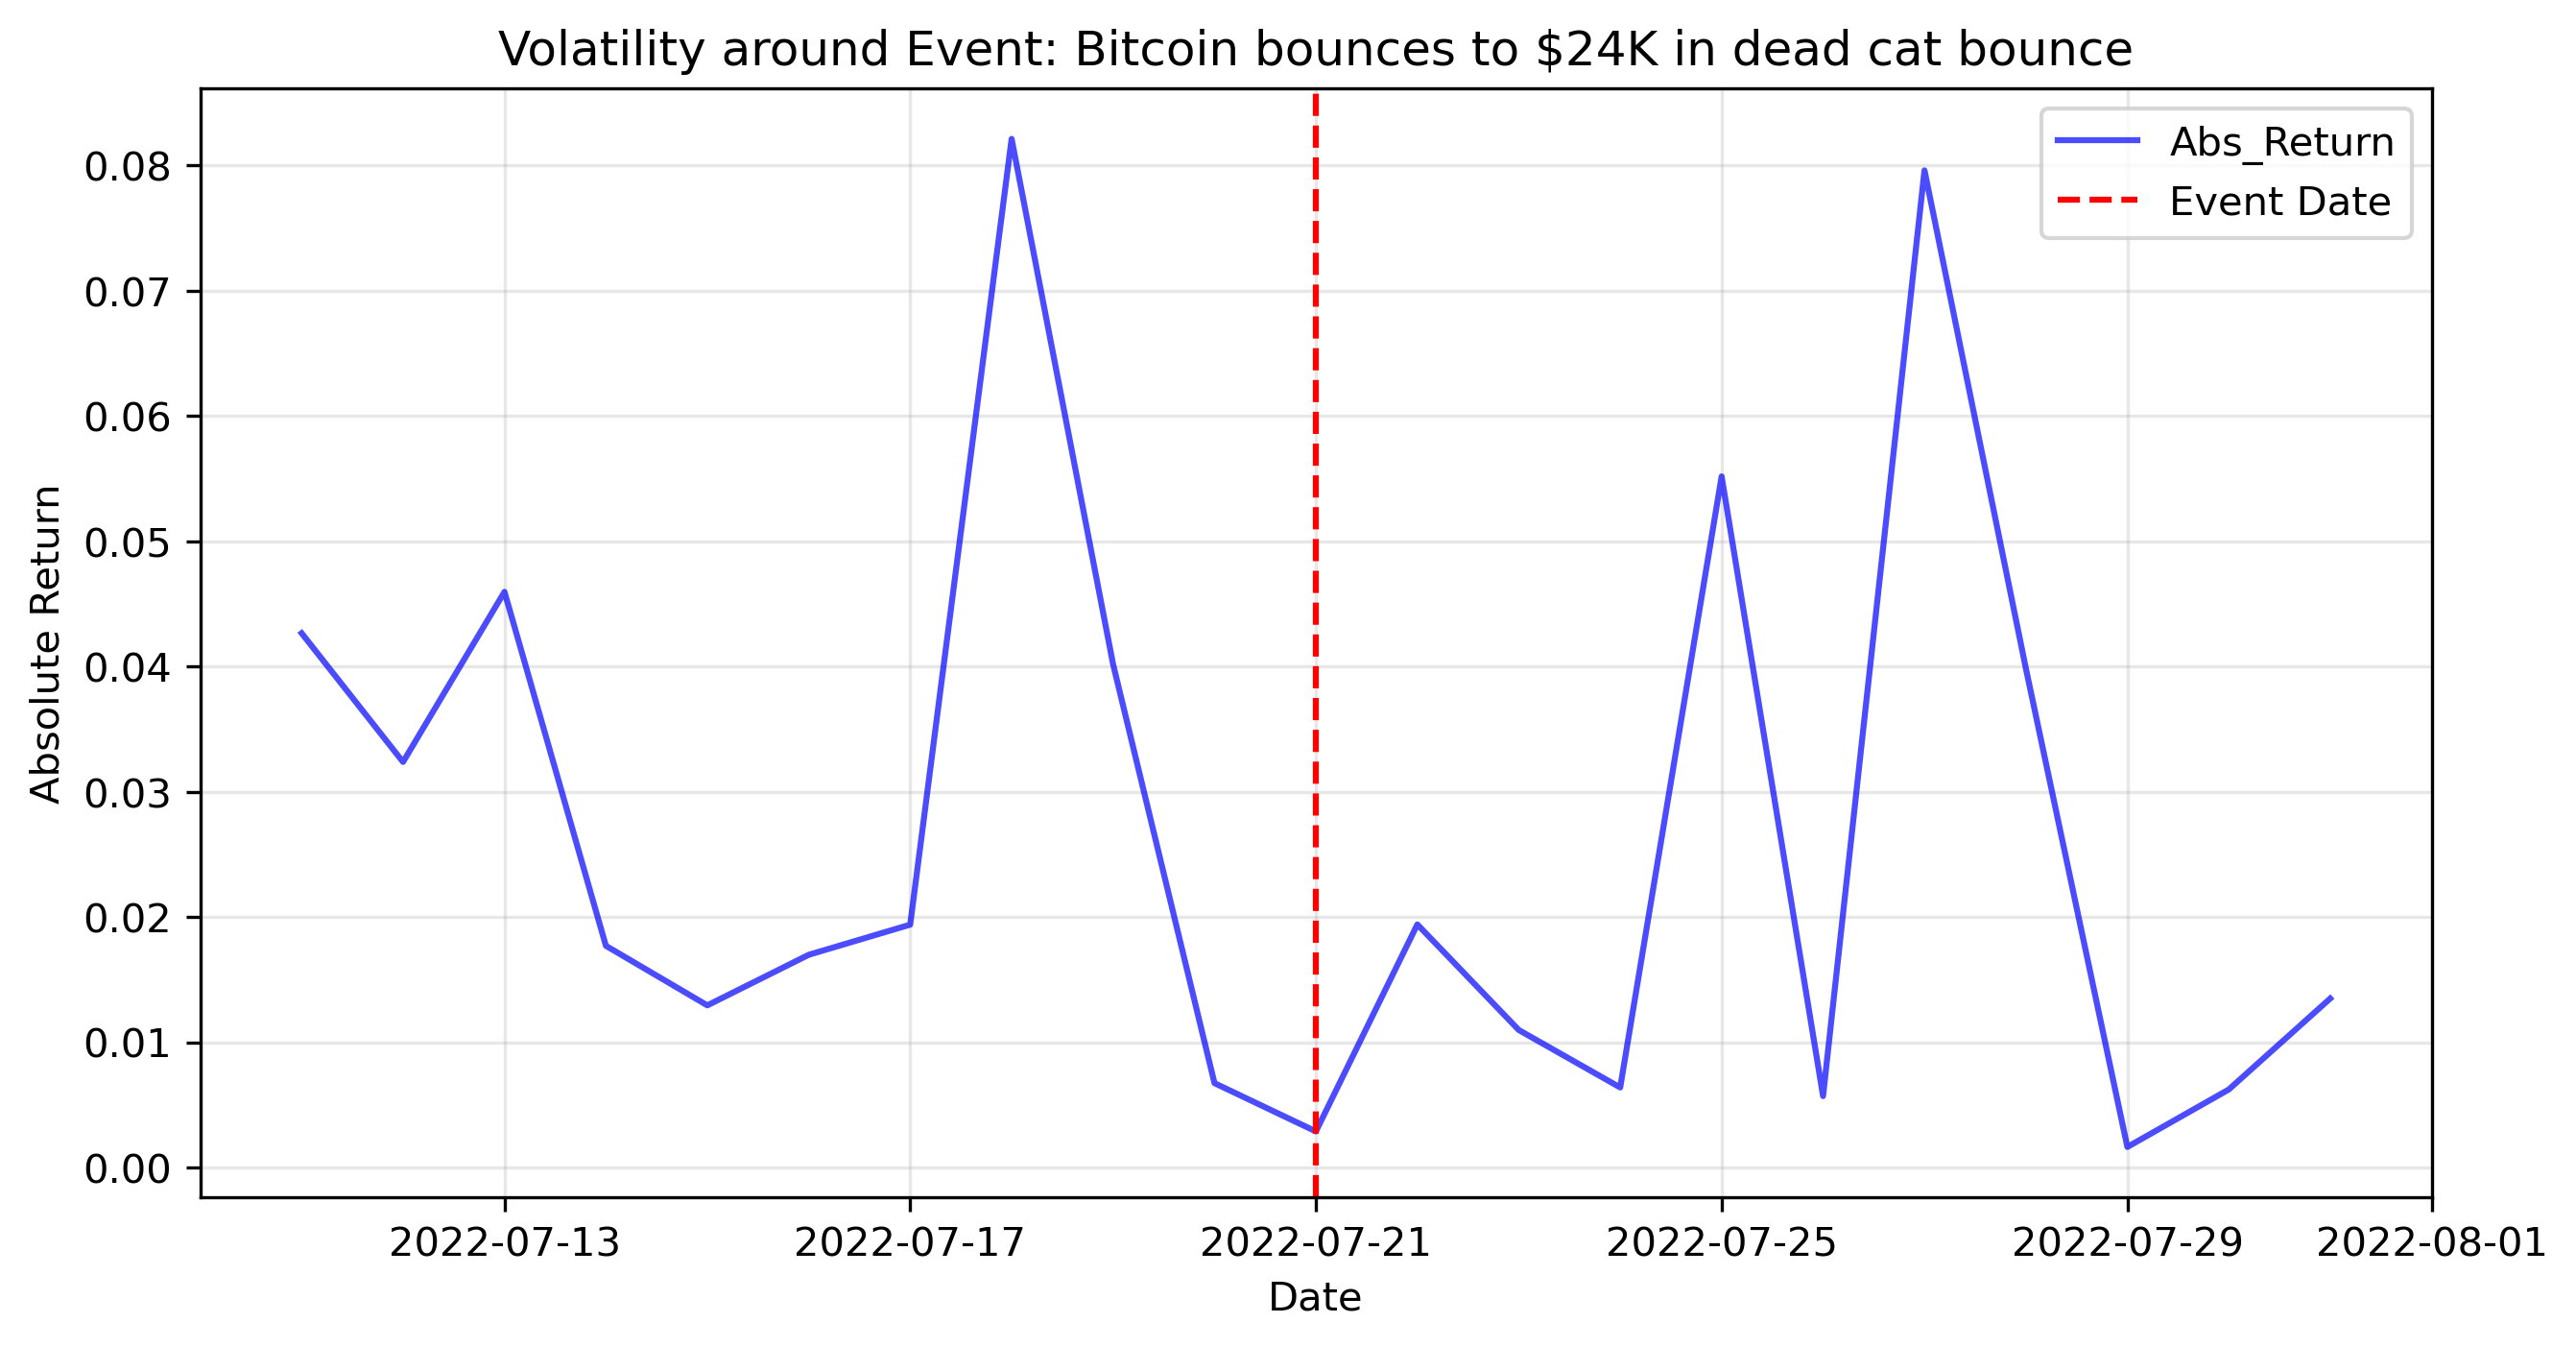 Volatility around Event: Bitcoin bounces to $24K in dead cat bounce
Abs_Return
Event Date
Absolute Return
0.08
0.07
0.06
0.05
0.04
0.03
0.02
0.01
0.00
2022-07-13 2022-07-17 2022-07-21 2022-07-25 2022-07-29 2022-08-01
Date